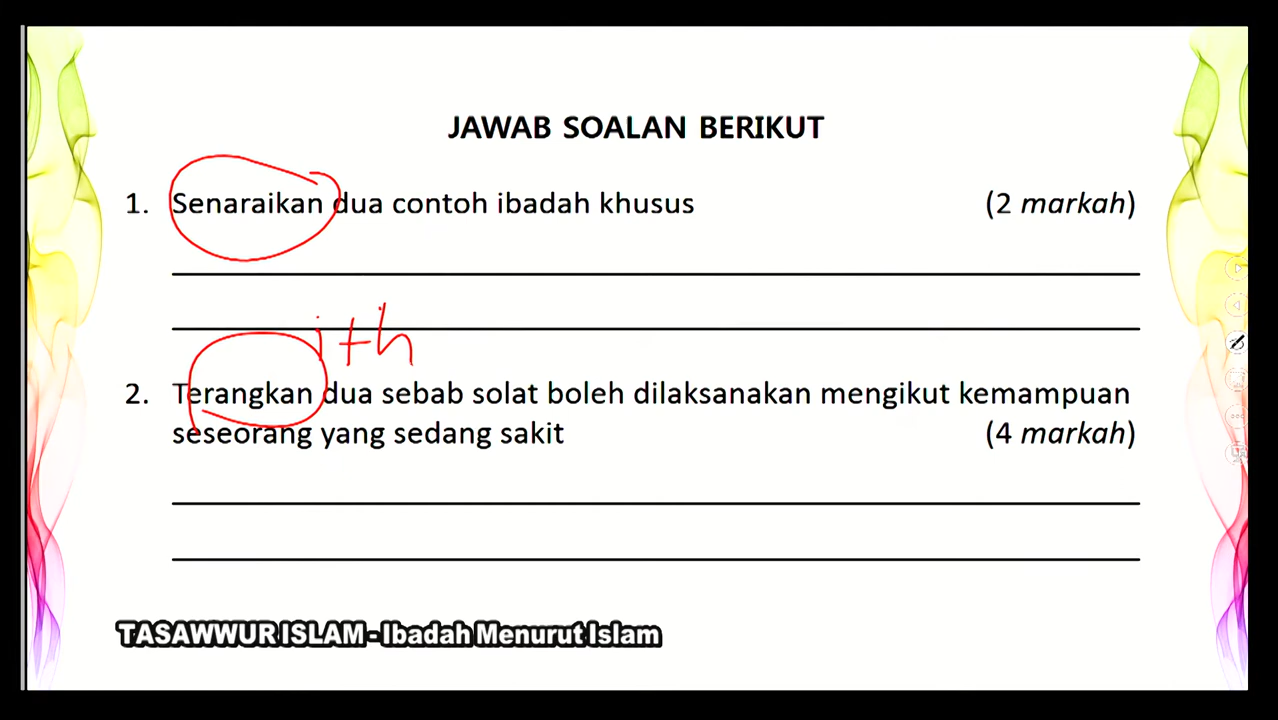 JAWAB SOALAN BERIKUT
1. Senaraikan dua contoh ibadah khusus (2 markah)
i + h
2. Terangkan dua sebab solat boleh dilaksanakan mengikut kemampuan
seseorang yang sedang sakit (4 markah)
TASAWWUR ISLAM - Ibadah Menurut Islam